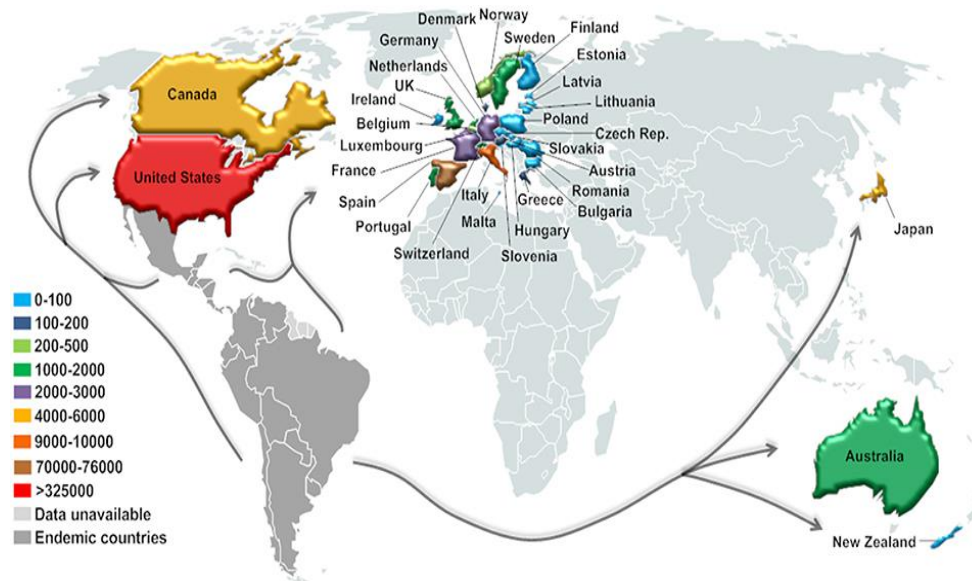 Norway
Denmark
Sweden
Finland
Germany
Estonia
Netherlands
Latvia
UK
Lithuania
Ireland
Poland
Belgium
Czech Rep.
Luxembourg
Slovakia
France
Austria
Spain
Italy
Greece
Romania
Portugal
Malta
Bulgaria
Hungary
Switzerland
Slovenia
Canada
United States
Japan
Australia
New Zealand
0-100
100-200
200-500
1000-2000
2000-3000
4000-6000
9000-10000
70000-76000
>325000
Data unavailable
Endemic countries